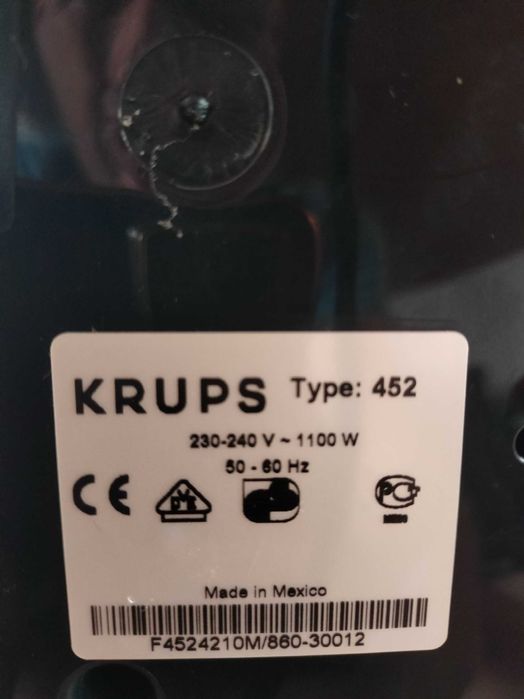 KRUPS Type: 452
230-240 V ~ 1100 W
50 - 60 Hz
CE
Made in Mexico
F4524210M/860-30012